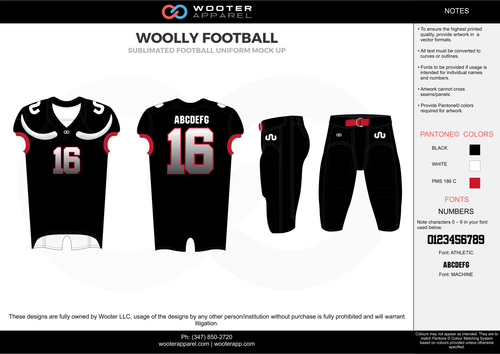 WOOTER
APPAREL
WOOLLY FOOTBALL
SUBLIMATED FOOTBALL UNIFORM MOCK UP
16
ABCDEFG
16
These designs are fully owned by Wooter LLC, usage of the designs by any other person/institution without purchase is fully prohibited and will warrant
litigation.
Ph: (347) 850-2720
wooterapparel.com | wooterapp.com
NOTES
• To ensure the highest printed
quality, provide artwork in a
vector formats.
• All text must be converted to
curves or outlines.
• Fonts to be provided if usage is
intended for individual names
and numbers.
• Artwork cannot cross
seams/panels.
• Provide Pantone© colors
required for artwork.
PANTONE© COLORS
BLACK
WHITE
PMS 186 C
FONTS
NUMBERS
Note characters 0 – 9 in your font
used below.
0123456789
Font: ATHLETIC
ABCDEFG
Font: MACHINE
Colours may not appear as intended. They are to
match Pantone © Colour Matching System
based on colours provided unless otherwise
stated.